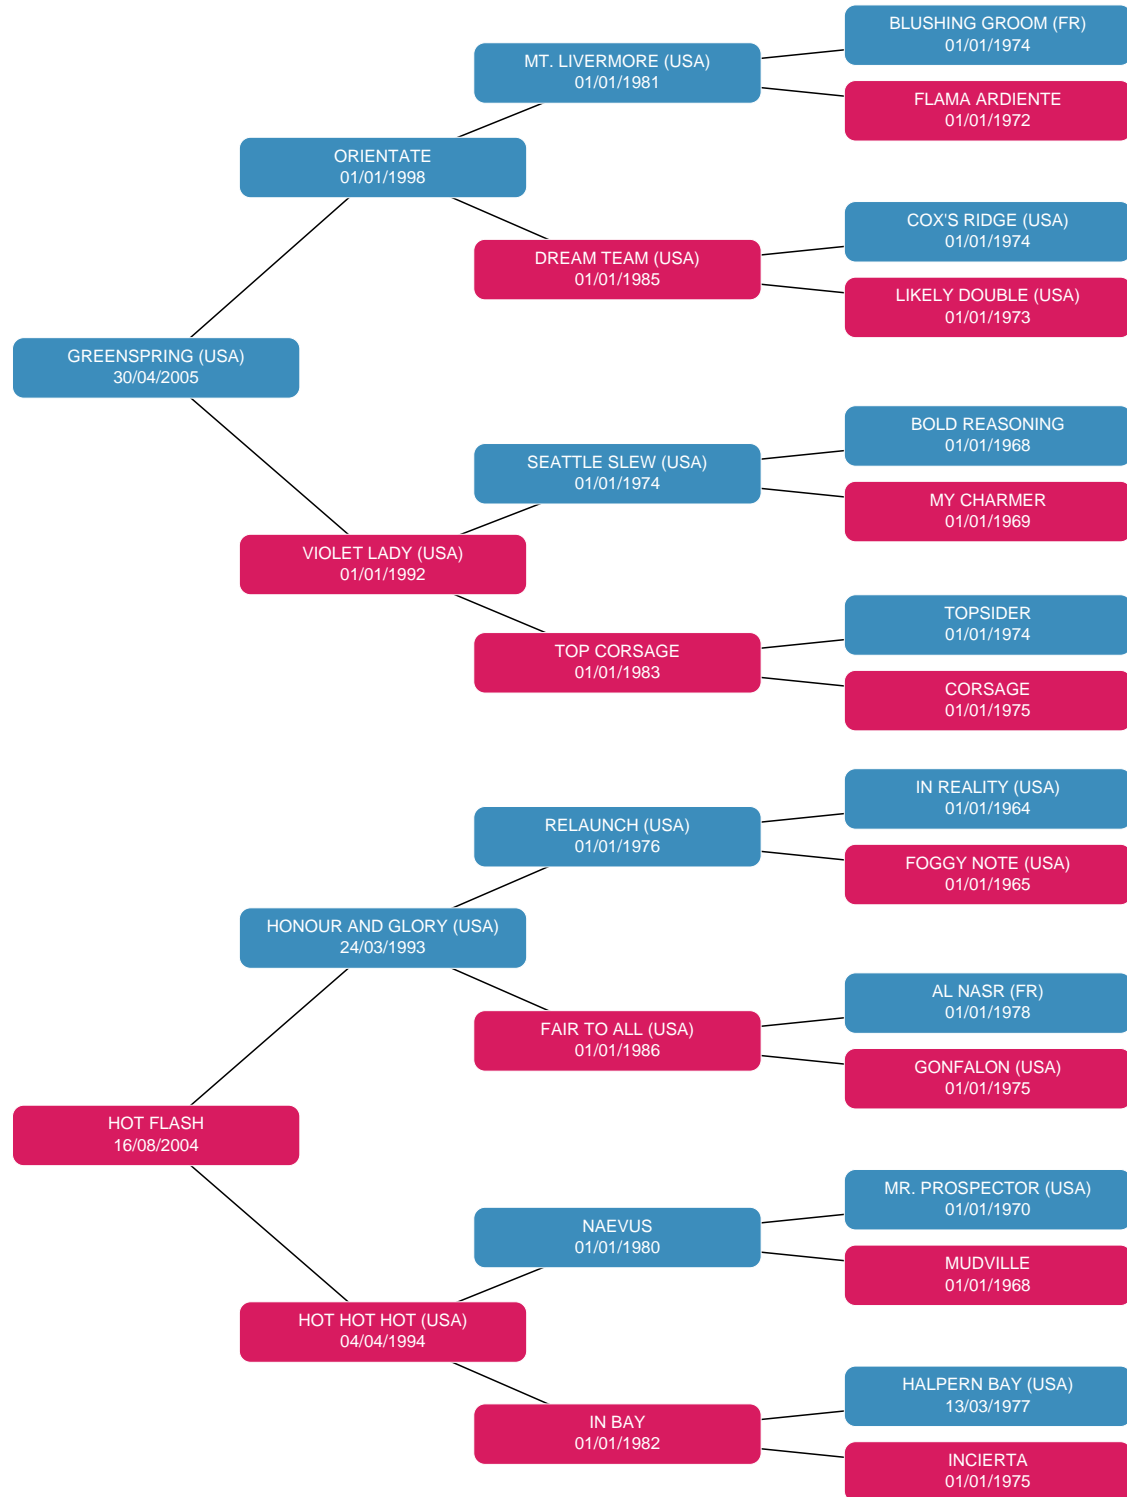 BLUSHING GROOM (FR)
01/01/1974
MT. LIVERMORE (USA)
01/01/1981
FLAMA ARDIENTE
01/01/1972
ORIENTATE
01/01/1998
COX'S RIDGE (USA)
01/01/1974
DREAM TEAM (USA)
01/01/1985
LIKELY DOUBLE (USA)
01/01/1973
GREENSPRING (USA)
30/04/2005
BOLD REASONING
01/01/1968
SEATTLE SLEW (USA)
01/01/1974
MY CHARMER
01/01/1969
VIOLET LADY (USA)
01/01/1992
TOPSIDER
01/01/1974
TOP CORSAGE
01/01/1983
CORSAGE
01/01/1975
IN REALITY (USA)
01/01/1964
RELAUNCH (USA)
01/01/1976
FOGGY NOTE (USA)
01/01/1965
HONOUR AND GLORY (USA)
24/03/1993
AL NASR (FR)
01/01/1978
FAIR TO ALL (USA)
01/01/1986
GONFALON (USA)
01/01/1975
HOT FLASH
16/08/2004
MR. PROSPECTOR (USA)
01/01/1970
NAEVUS
01/01/1980
MUDVILLE
01/01/1968
HOT HOT HOT (USA)
04/04/1994
HALPERN BAY (USA)
13/03/1977
IN BAY
01/01/1982
INCIERTA
01/01/1975